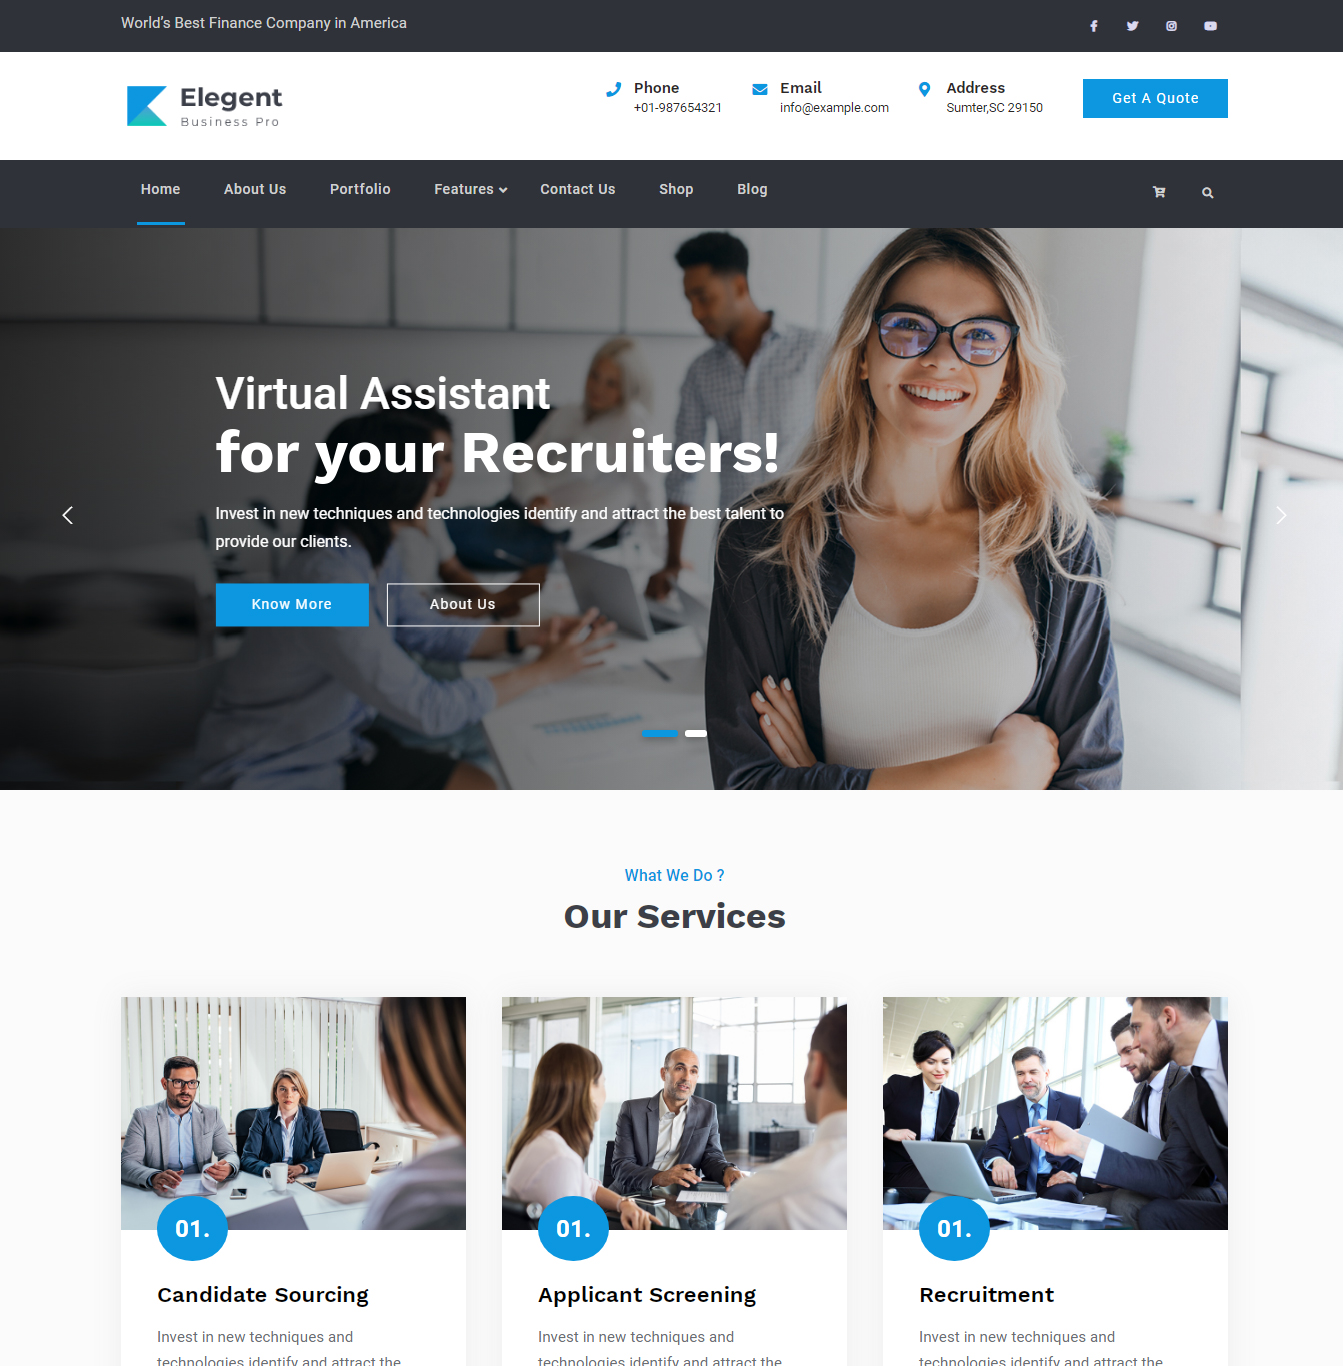 World's Best Finance Company in America
Elegent
Business Pro
Phone
+01-987654321
Email
info@example.com
Address
Sumter,SC 29150
Get A Quote
Home
About Us
Portfolio
Features
Contact Us
Shop
Blog
Virtual Assistant
for your Recruiters!
Invest in new techniques and technologies identify and attract the best talent to
provide our clients.
Know More
About Us
What We Do ?
Our Services
01.
Candidate Sourcing
Invest in new techniques and
technologies identify and attract the
01.
Applicant Screening
Invest in new techniques and
technologies identify and attract the
01.
Recruitment
Invest in new techniques and
technologies identify and attract the